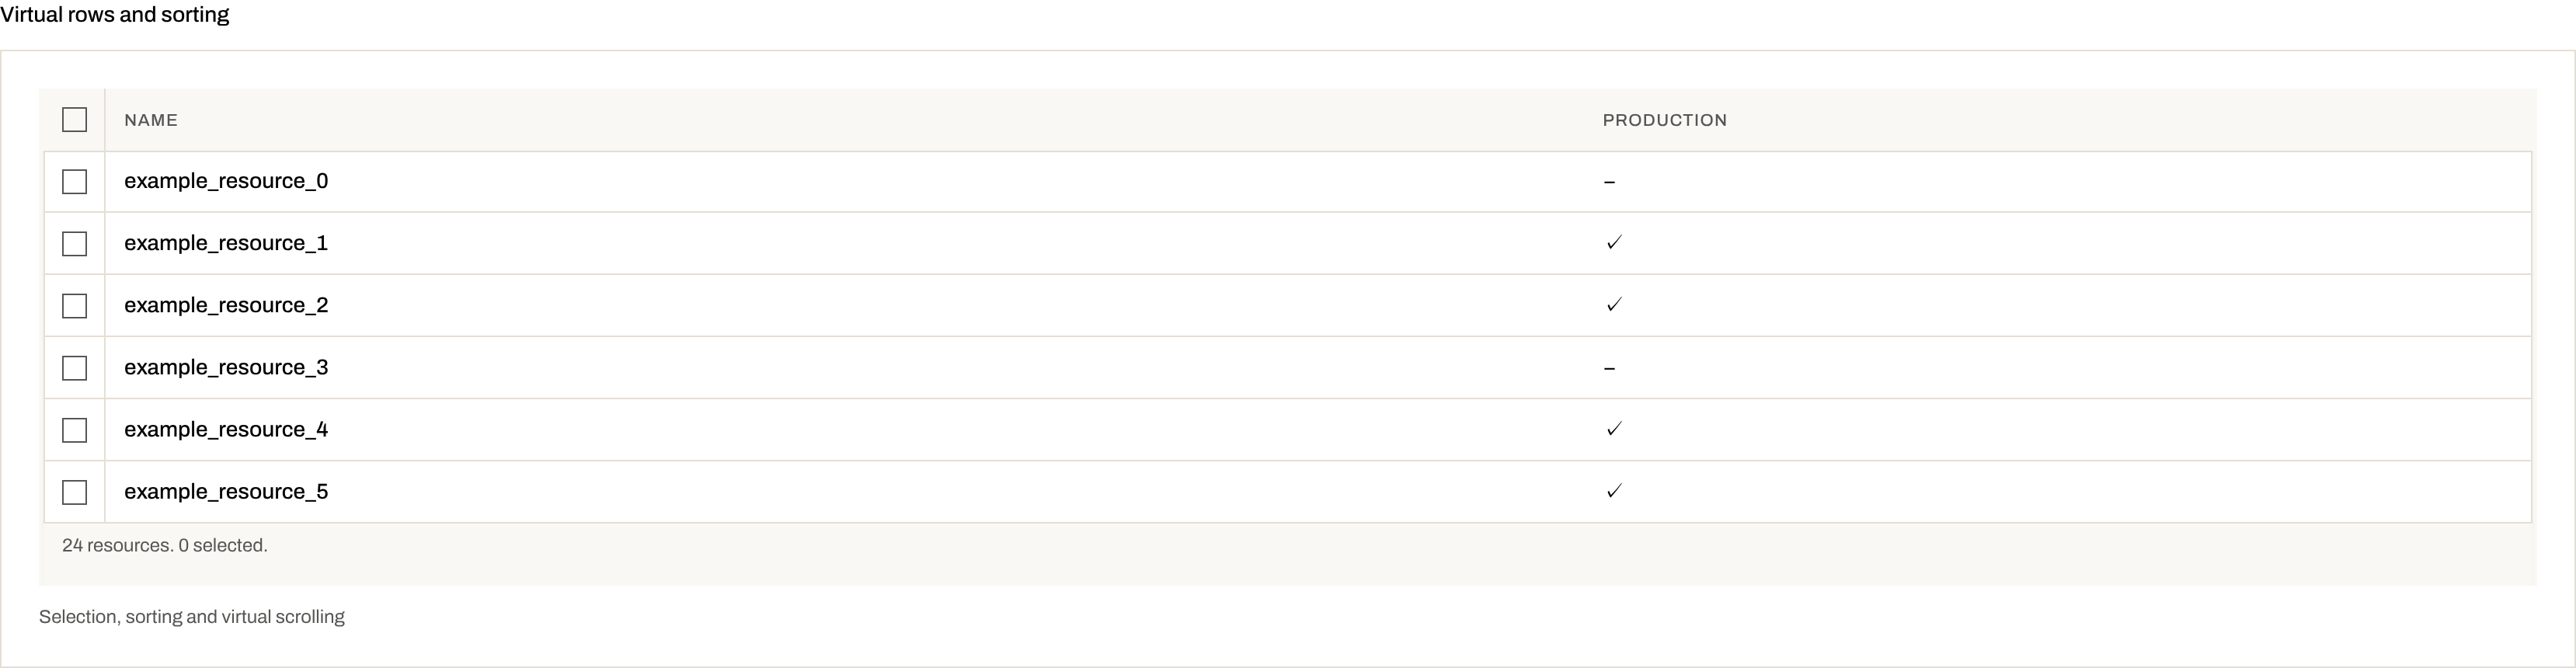 Virtual rows and sorting
NAME PRODUCTION
example_resource_0 –
example_resource_1 ✓
example_resource_2 ✓
example_resource_3 –
example_resource_4 ✓
example_resource_5 ✓
24 resources. 0 selected.
Selection, sorting and virtual scrolling